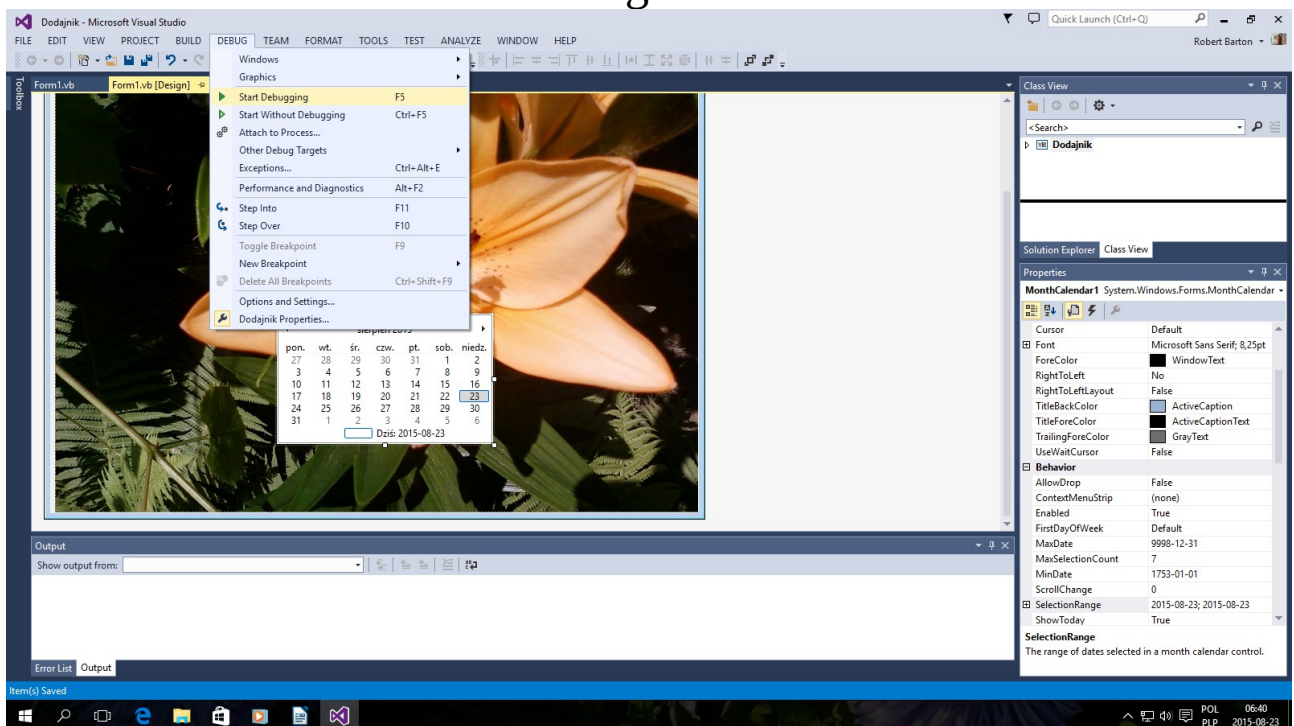 g
Dodajnik - Microsoft Visual Studio
Quick Launch (Ctrl+Q)
FILE EDIT VIEW PROJECT BUILD DEBUG TEAM FORMAT TOOLS TEST ANALYZE WINDOW HELP
Robert Barton
Toolbox
Form1.vb
Form1.vb [Design]
Windows
Graphics
Start Debugging F5
Start Without Debugging Ctrl+F5
Attach to Process...
Other Debug Targets
Exceptions... Ctrl+Alt+E
Performance and Diagnostics Alt+F2
Step Into F11
Step Over F10
Toggle Breakpoint F9
New Breakpoint
Delete All Breakpoints Ctrl+Shift+F9
Options and Settings...
Dodajnik Properties...
sierpień 2015
pon. wt. śr. czw. pt. sob. niedz.
27 28 29 30 31 1 2
3 4 5 6 7 8 9
10 11 12 13 14 15 16
17 18 19 20 21 22 23
24 25 26 27 28 29 30
31 1 2 3 4 5 6
Dziś: 2015-08-23
Class View
<Search>
VB Dodajnik
Solution Explorer Class View
Properties
MonthCalendar1 System.Windows.Forms.MonthCalendar
Cursor Default
Font Microsoft Sans Serif; 8,25pt
ForeColor WindowText
RightToLeft No
RightToLeftLayout False
TitleBackColor ActiveCaption
TitleForeColor ActiveCaptionText
TrailingForeColor GrayText
UseWaitCursor False
Behavior
AllowDrop False
ContextMenuStrip (none)
Enabled True
FirstDayOfWeek Default
MaxDate 9998-12-31
MaxSelectionCount 7
MinDate 1753-01-01
ScrollChange 0
SelectionRange 2015-08-23; 2015-08-23
ShowToday True
SelectionRange
The range of dates selected in a month calendar control.
Output
Show output from:
Error List Output
Item(s) Saved
POL 06:40
PLP 2015-08-23